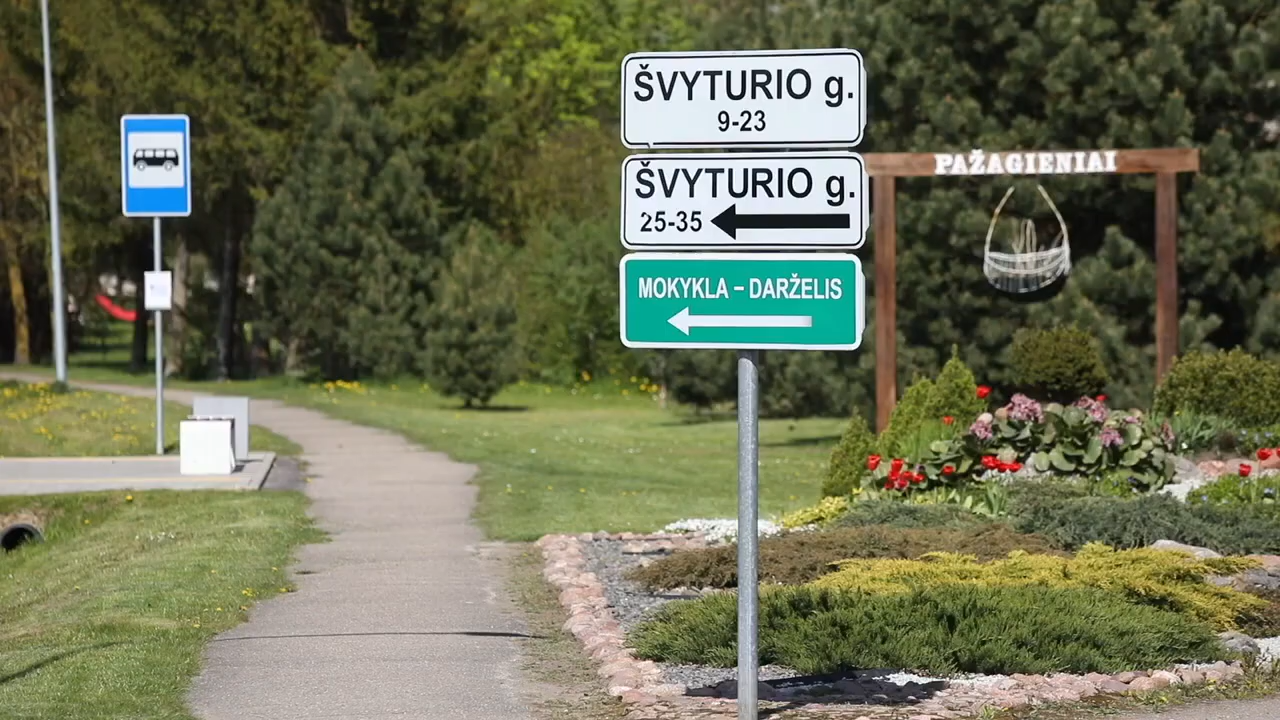 ŠVYTURIO g.
9-23
ŠVYTURIO g.
25-35
MOKYKLA – DARŽELIS
PAŽAGIENIAI